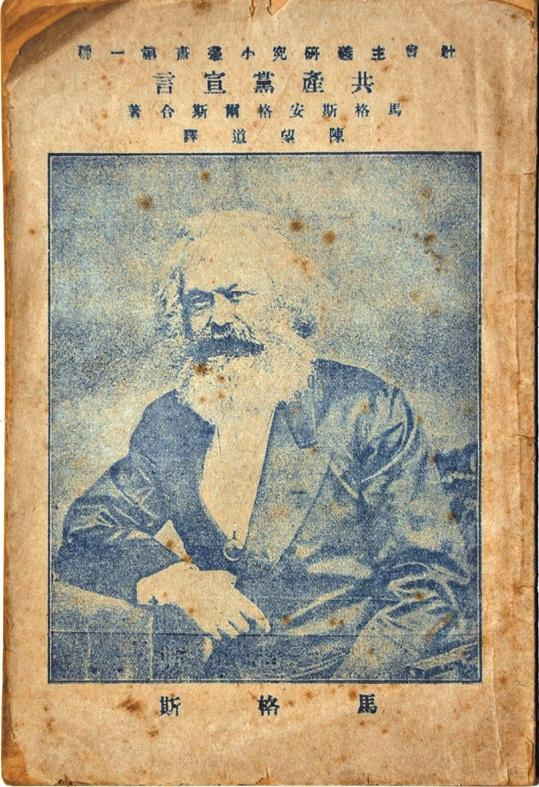 社會主義研究小叢書第一種
共產黨宣言
馬格斯安格爾斯合著
陳望道譯
馬格斯